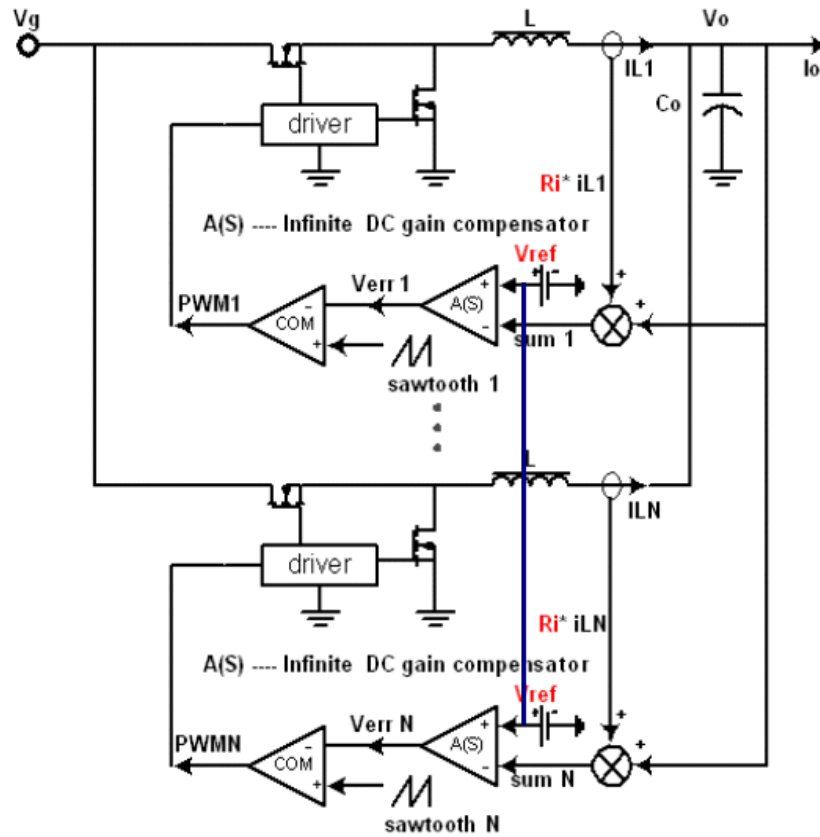 Vg
L
Vo
IL1
Io
Co
driver
Ri* iL1
A(S) ---- Infinite DC gain compensator
Vref
+ -
+
Verr 1
+
A(S)
-
PWM1
-
COM
+
+
sum 1
sawtooth 1
L
ILN
driver
Ri* iLN
A(S) ---- Infinite DC gain compensator
Vref
+ -
+
Verr N
+
A(S)
-
PWMN
-
COM
+
+
sum N
sawtooth N